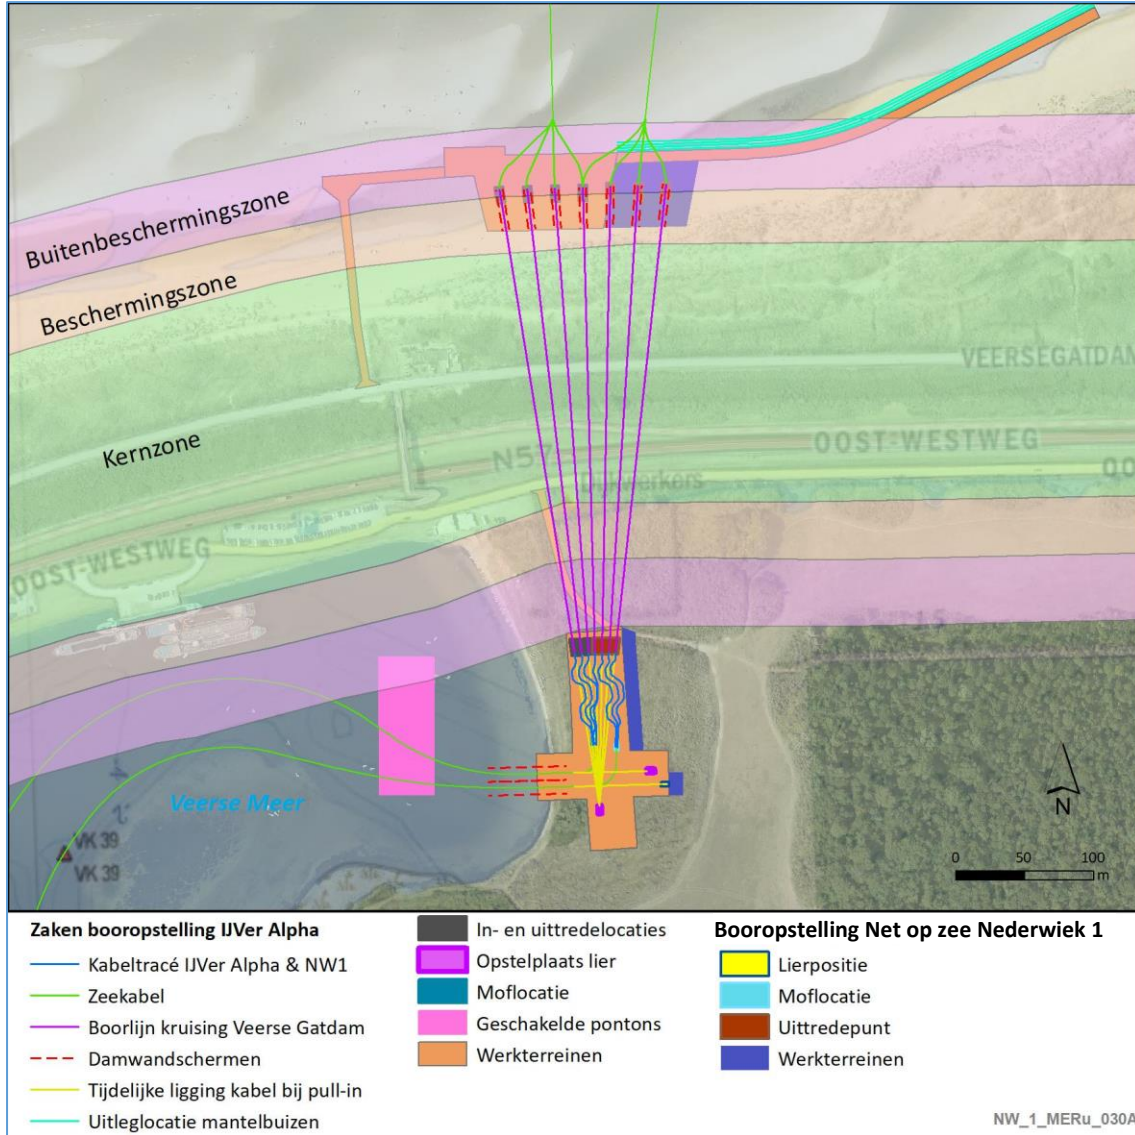 Buitenbeschermingszone
Beschermingszone
VEERSEGATDAM
Kernzone
OOST-WESTWEG
N57
Dijkwerkers
OOST-WESTWEG
Veerse Meer
VK 39
VK 39
N
0 50 100
m
Zaken booropstelling IJVer Alpha
Kabeltracé IJVer Alpha & NW1
Zeekabel
Boorlijn kruising Veerse Gatdam
Damwandschermen
Tijdelijke ligging kabel bij pull-in
Uitleglocatie mantelbuizen
In- en uittredelocaties
Opstelplaats lier
Moflocatie
Geschakelde pontons
Werkterreinen
Booropstelling Net op zee Nederwiek 1
Lierpositie
Moflocatie
Uittredepunt
Werkterreinen
NW_1_MERu_030A